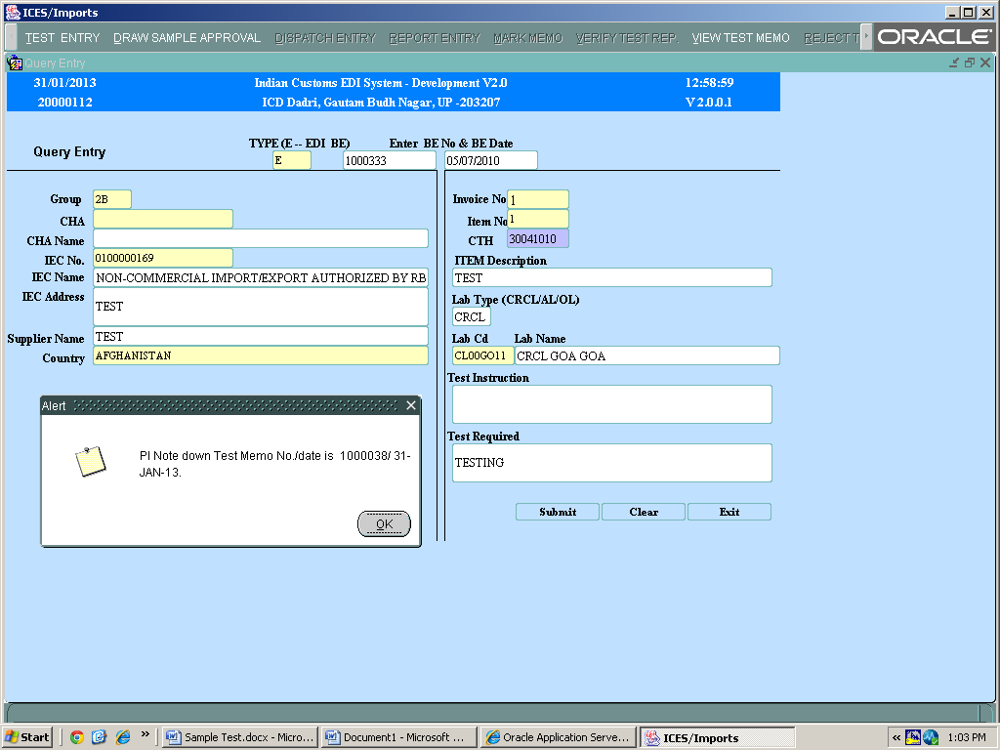 ICES/Imports
TEST ENTRY DRAW SAMPLE APPROVAL DISPATCH ENTRY REPORT ENTRY MARK MEMO VERIFY TEST REP. VIEW TEST MEMO REJECT T ORACLE
Query Entry
31/01/2013 Indian Customs EDI System - Development V2.0 12:58:59
20000112 ICD Dadri, Gautam Budh Nagar, UP -203207 V 2.0.0.1
TYPE (E -- EDI BE) Enter BE No & BE Date
Query Entry E 1000333 05/07/2010
Group 2B
CHA
CHA Name
IEC No. 0100000169
IEC Name NON-COMMERCIAL IMPORT/EXPORT AUTHORIZED BY RB
IEC Address TEST
Supplier Name TEST
Country AFGHANISTAN
Invoice No 1
Item No 1
CTH 30041010
ITEM Description
TEST
Lab Type (CRCL/AL/OL)
CRCL
Lab Cd Lab Name
CL00GO11 CRCL GOA GOA
Test Instruction
Test Required
TESTING
Submit Clear Exit
Alert
Pl Note down Test Memo No./date is 1000038/ 31-
JAN-13.
OK
Start » Sample Test.docx - Micro... Document1 - Microsoft ... Oracle Application Serve... ICES/Imports « 1:03 PM